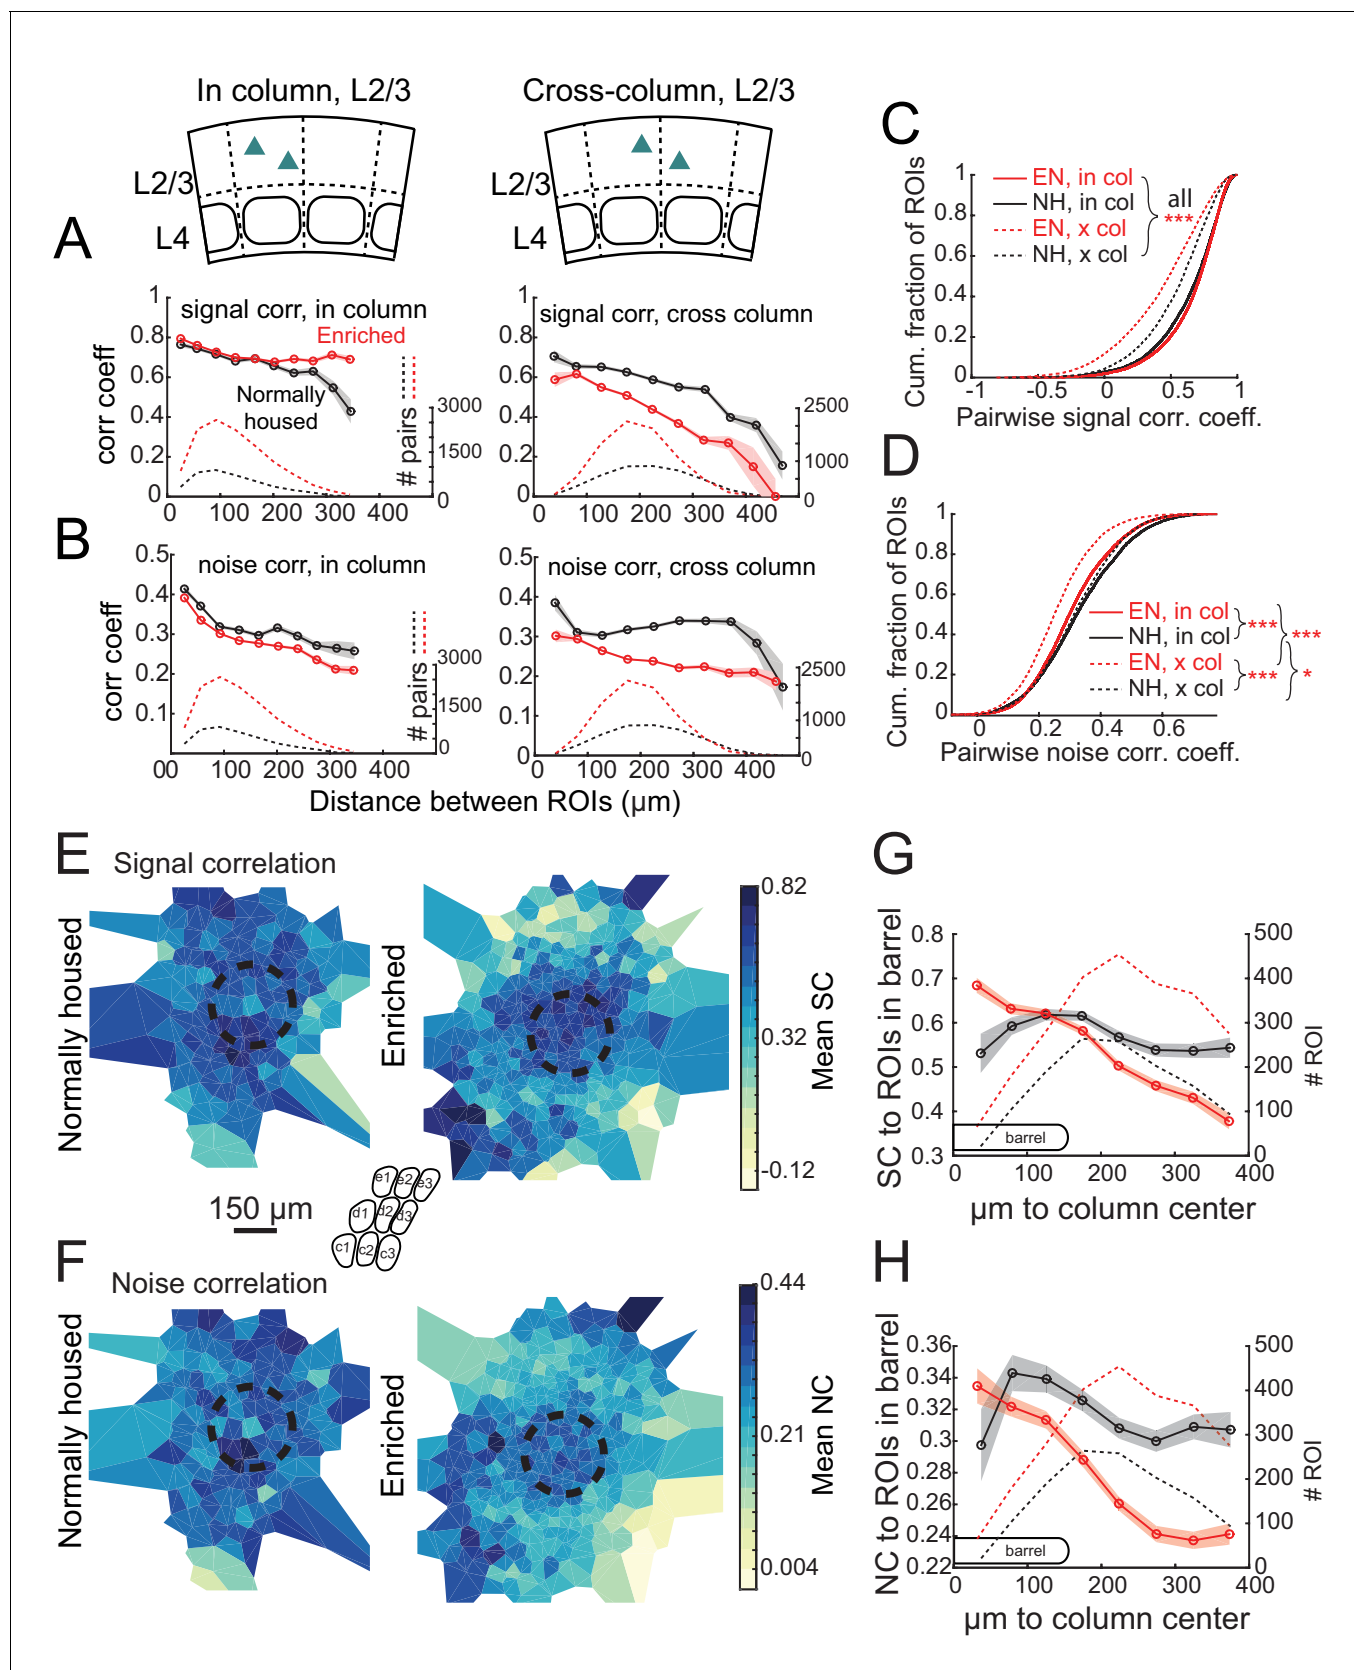 In column, L2/3
Cross-column, L2/3
L2/3
L4
L2/3
L4
A
1
0.8
0.6
0.4
0.2
0
corr coeff
signal corr, in column
Enriched
Normally
housed
# pairs
3000
1500
0
0 100 200 300 400
1
0.8
0.6
0.4
0.2
0
signal corr, cross column
2500
1000
0
0 100 200 300 400
B
0.5
0.4
0.3
0.2
0.1
00
corr coeff
noise corr, in column
# pairs
3000
1500
0
100 200 300 400
0.5
0.4
0.3
0.2
0.1
0
noise corr, cross column
2500
1000
0
0 100 200 300 400
Distance between ROIs (µm)
C
Cum. fraction of ROIs
1
0.8
0.6
0.4
0.2
0
EN, in col
NH, in col
EN, x col
NH, x col
all
***
-1 -0.5 0 0.5 1
Pairwise signal corr. coeff.
D
Cum. fraction of ROIs
1
0.8
0.6
0.4
0.2
0
EN, in col
NH, in col
EN, x col
NH, x col
***
***
***
*
0 0.2 0.4 0.6
Pairwise noise corr. coeff.
E
Signal correlation
Normally housed
Enriched
0.82
0.32
-0.12
Mean SC
150 µm
e1 e2 e3
d1 d2 d3
c1 c2 c3
F
Noise correlation
Normally housed
Enriched
0.44
0.21
0.004
Mean NC
G
SC to ROIs in barrel
0.8
0.7
0.6
0.5
0.4
0.3
barrel
500
400
300
200
100
0
# ROI
0 100 200 300 400
µm to column center
H
NC to ROIs in barrel
0.36
0.34
0.32
0.3
0.28
0.26
0.24
0.22
barrel
500
400
300
200
100
0
# ROI
0 100 200 300 400
µm to column center